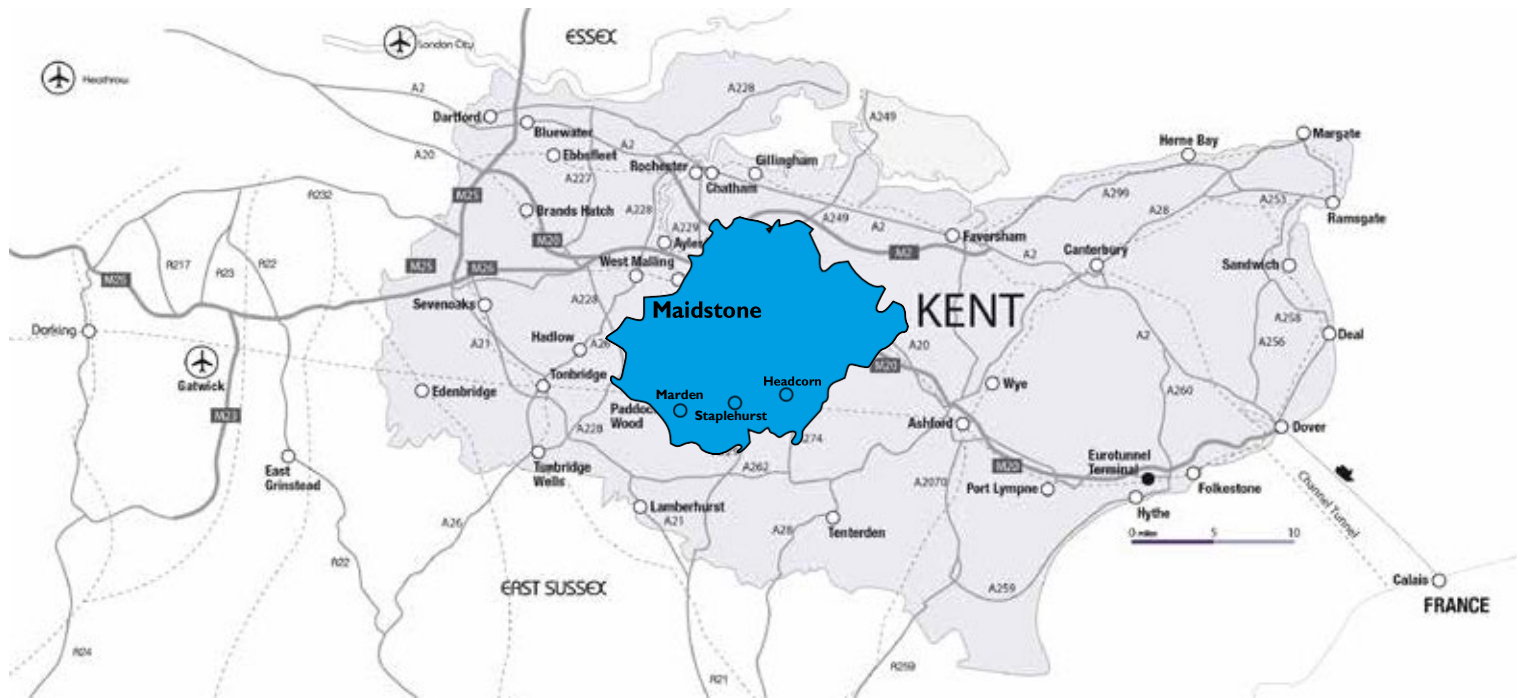 ESSEX
London City
Heathrow
A2
A228
Dartford
A249
Bluewater
Margate
A2
Herne Bay
A20
Ebbsfleet
Rochester
Gillingham
A227
Chatham
M25
R232
A299
A253
Brands Hatch
A228
A249
A28
Ramsgate
A229
A2
M20
Ayles
Faversham
Canterbury
M2
A2
R217
R23
R22
M25
M26
West Malling
Sandwich
M25
Sevenoaks
A228
Maidstone
KENT
A258
Dorking
Hadlow
A21
A26
A20
A2
A256
Deal
Gatwick
M20
Tonbridge
Headcorn
Wye
Edenbridge
Marden
A260
M23
Paddock
Wood
Staplehurst
Ashford
Dover
A228
A274
Eurotunnel
Terminal
East
Grinstead
Tunbridge
Wells
A262
M20
A2070
Port Lympne
Folkestone
Channel Tunnel
Lamberhurst
Hythe
A26
A21
A28
Tenterden
0 miles 5 10
R22
EAST SUSSEX
A259
Calais
FRANCE
R24
R21
R259